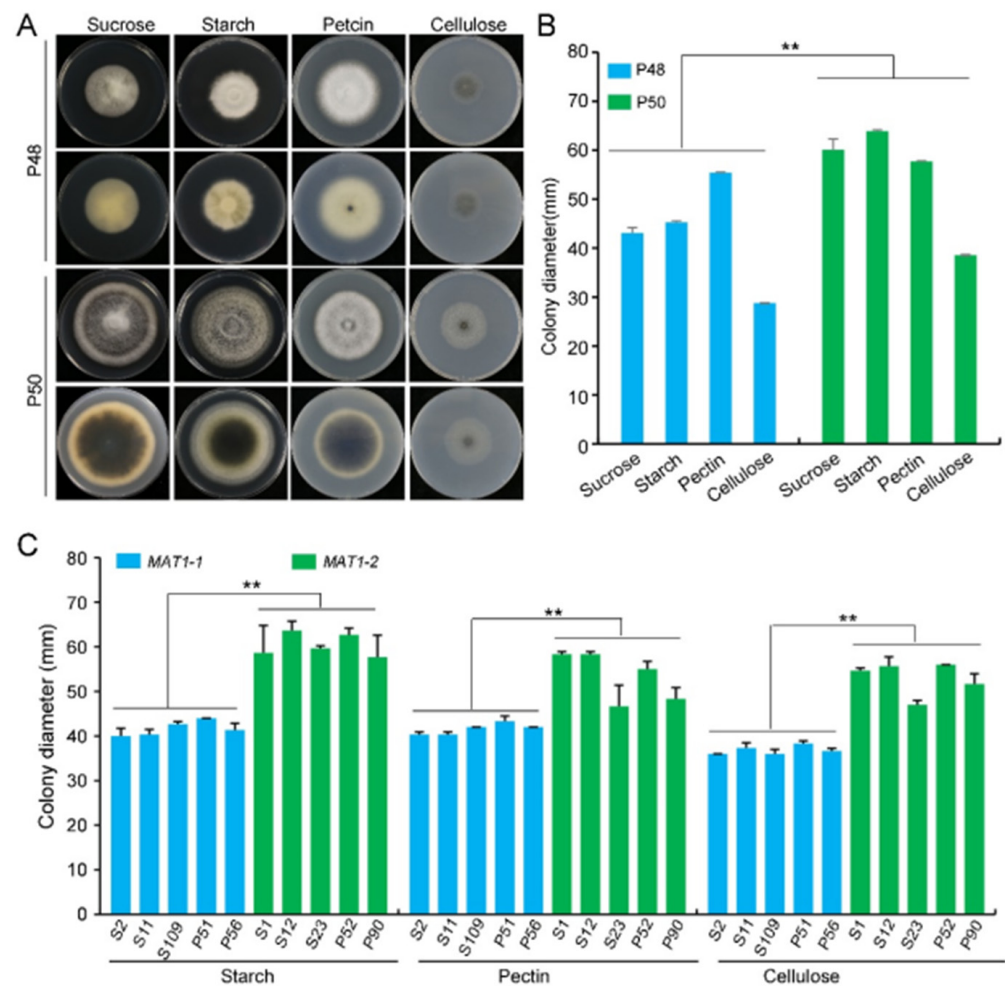 A
Sucrose Starch Petcin Cellulose
P48
P50
B
80
70
60
50
40
30
20
10
0
Colony diameter(mm)
P48
P50
**
Sucrose Starch Pectin Cellulose Sucrose Starch Pectin Cellulose
C
80
70
60
50
40
30
20
10
0
Colony diameter (mm)
MAT1-1 MAT1-2
** ** **
S2 S11 S109 P51 P56 S1 S12 S23 P52 P90 S2 S11 S109 P51 P56 S1 S12 S23 P52 P90 S2 S11 S109 P51 P56 S1 S12 S23 P52 P90
Starch Pectin Cellulose